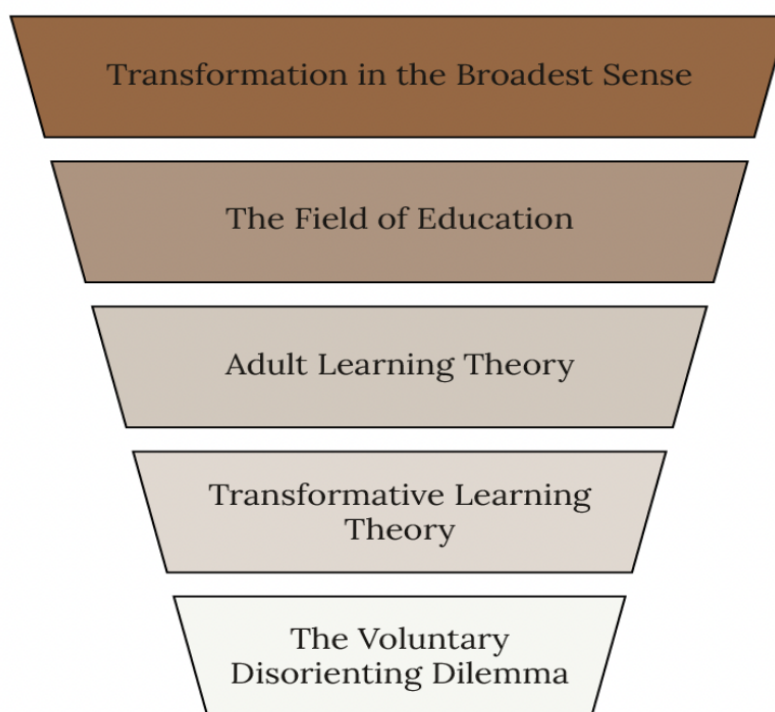 Transformation in the Broadest Sense
The Field of Education
Adult Learning Theory
Transformative Learning
Theory
The Voluntary
Disorienting Dilemma